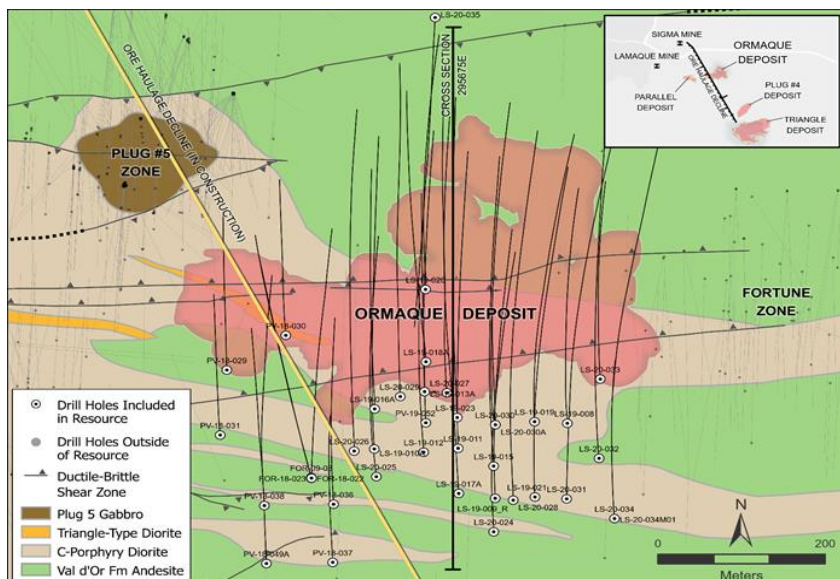 LS-20-035
ORE HAULAGE DECLINE (IN CONSTRUCTION)
CROSS SECTION
295675E
SIGMA MINE
LAMAQUE MINE
ORMAQUE
DEPOSIT
ORE HAULAGE DECLINE
PARALLEL
DEPOSIT
PLUG #4
DEPOSIT
TRIANGLE
DEPOSIT
PLUG #5
ZONE
ORMAQUE DEPOSIT
FORTUNE
ZONE
PV-18-030
LS-19-018A
PV-18-029
LS-20-033
LS-20-029
LS-20-027
LS-19-013A
LS-19-016A
LS-19-023
PV-19-052
LS-20-030
LS-20-030A
LS-19-019
LS-19-008
PV-18-031
LS-20-026
LS-19-012
LS-19-011
LS-20-032
LS-19-015
FOR-18-023
FOR-18-022
LS-20-025
LS-19-017A
LS-19-021
LS-20-031
LS-20-028
LS-19-009_R
PV-18-038
PV-18-036
LS-20-034
LS-20-034M01
LS-20-024
PV-18-037
Drill Holes Included
in Resource
Drill Holes Outside
of Resource
Ductile-Brittle
Shear Zone
Plug 5 Gabbro
Triangle-Type Diorite
C-Porphyry Diorite
Val d'Or Fm Andesite
N
0
200
Meters